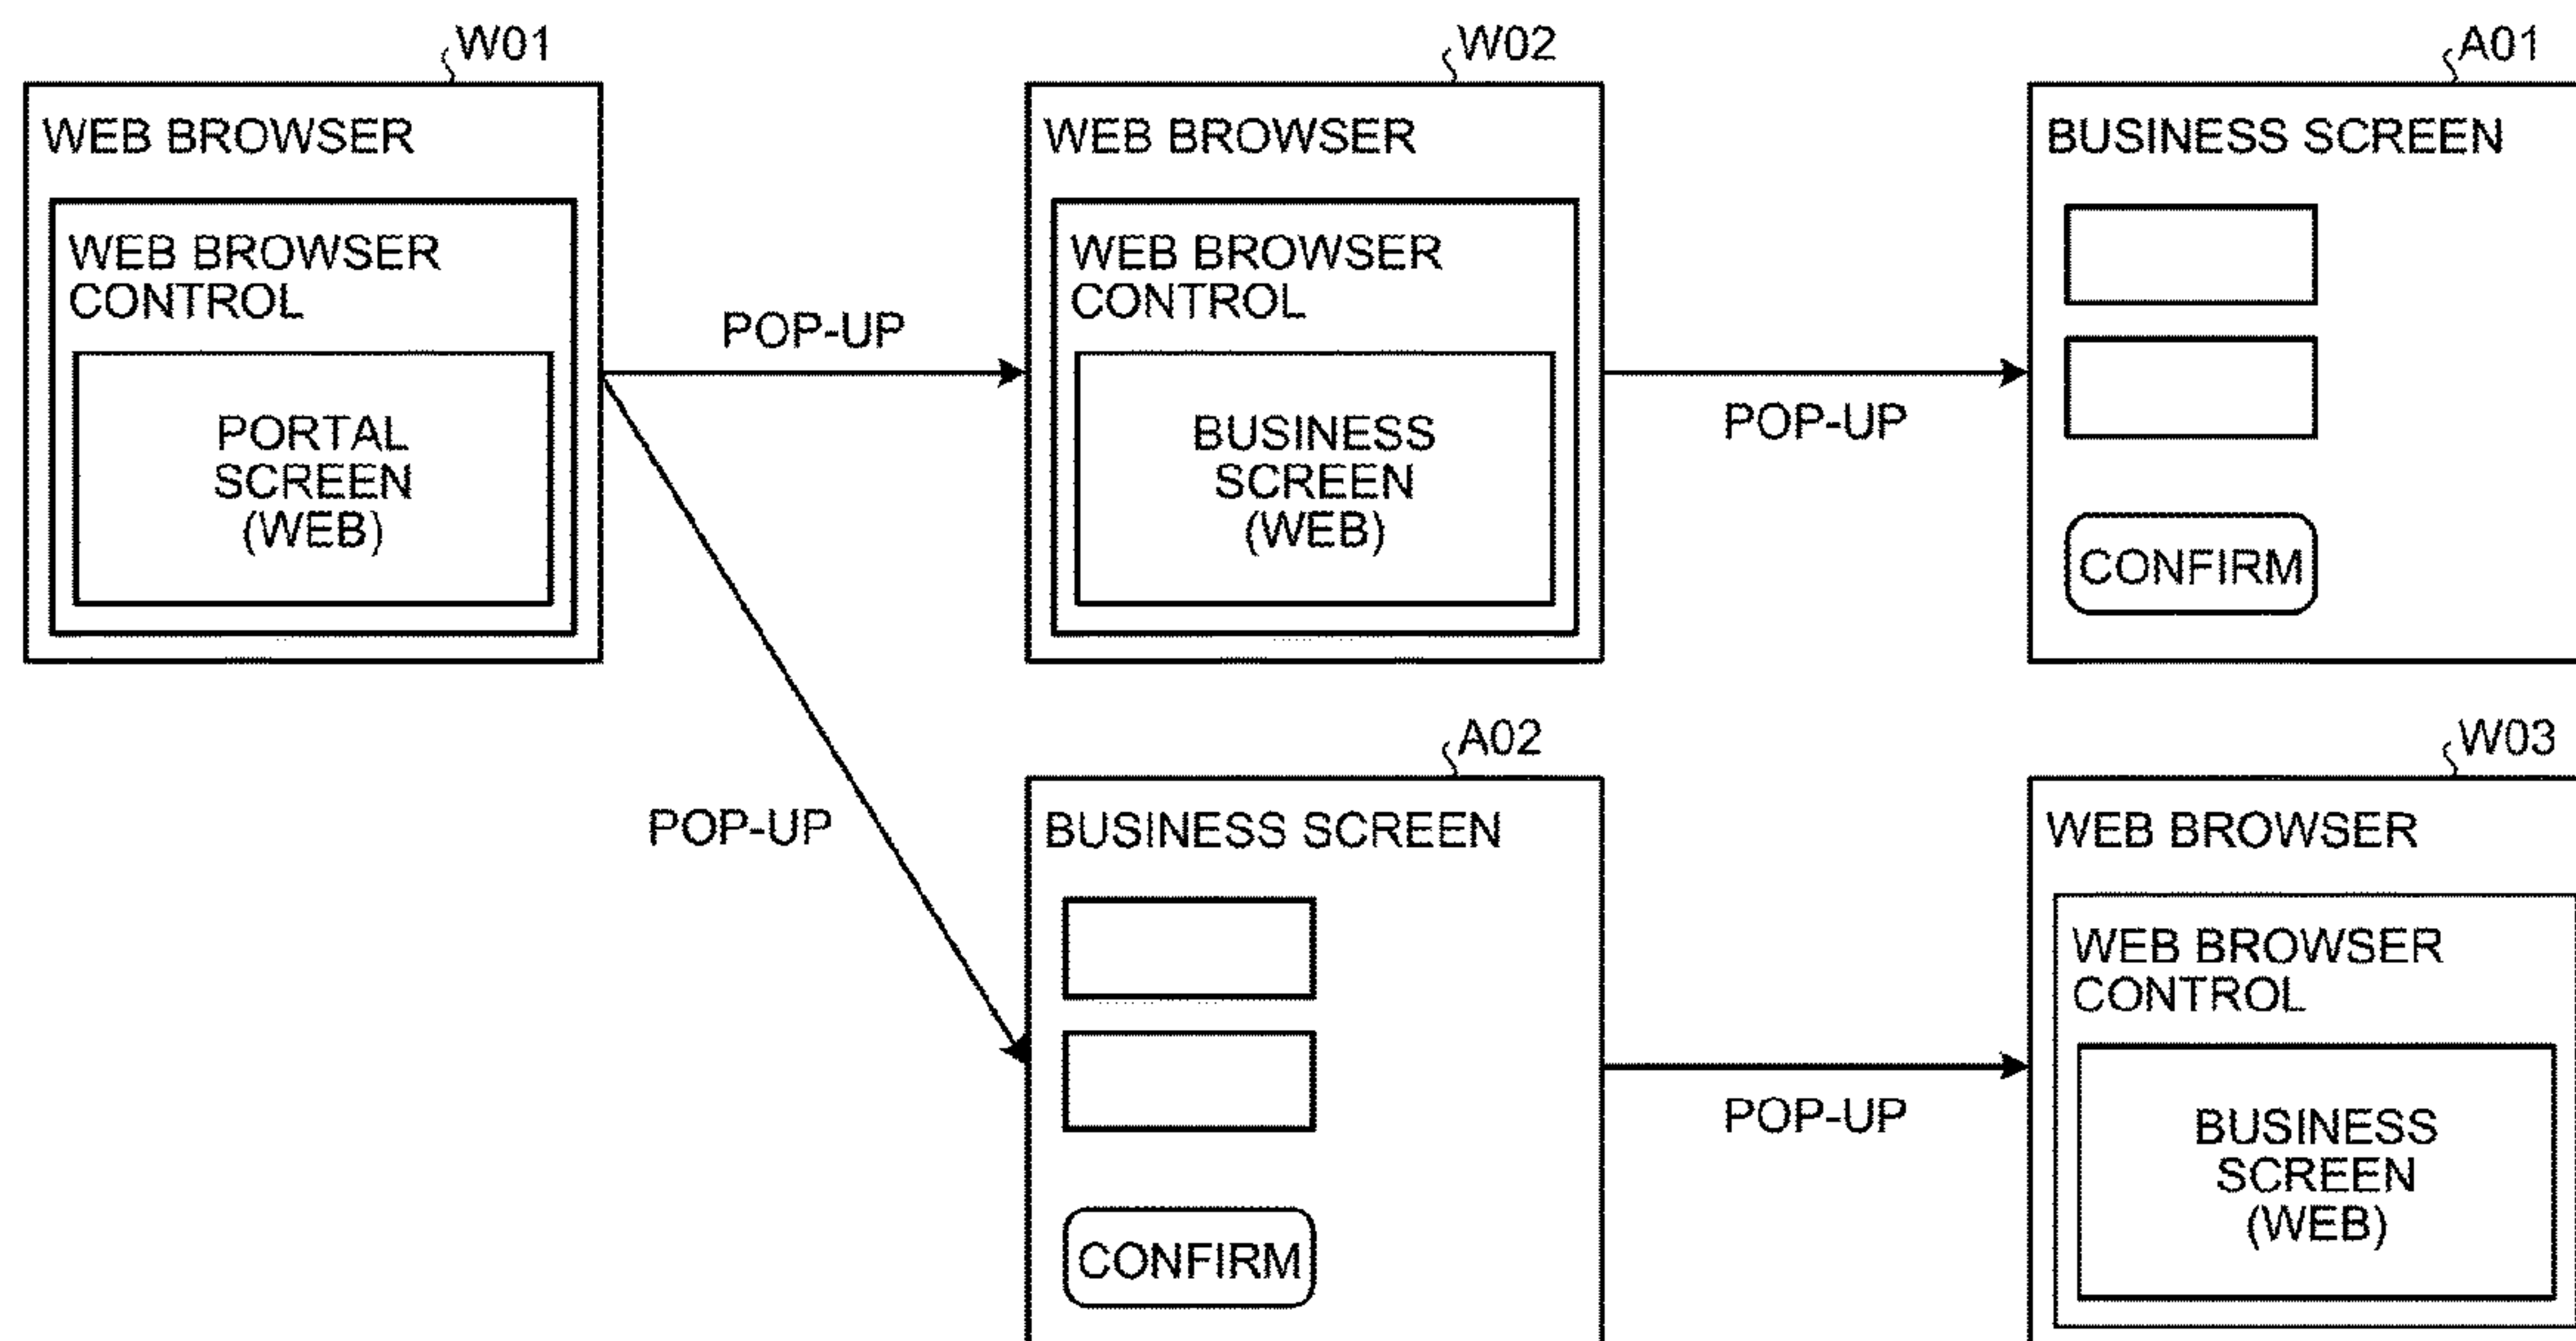 W01
WEB BROWSER
WEB BROWSER
CONTROL
PORTAL
SCREEN
(WEB)
POP-UP
W02
WEB BROWSER
WEB BROWSER
CONTROL
BUSINESS
SCREEN
(WEB)
POP-UP
A01
BUSINESS SCREEN
CONFIRM
POP-UP
A02
BUSINESS SCREEN
CONFIRM
POP-UP
W03
WEB BROWSER
WEB BROWSER
CONTROL
BUSINESS
SCREEN
(WEB)